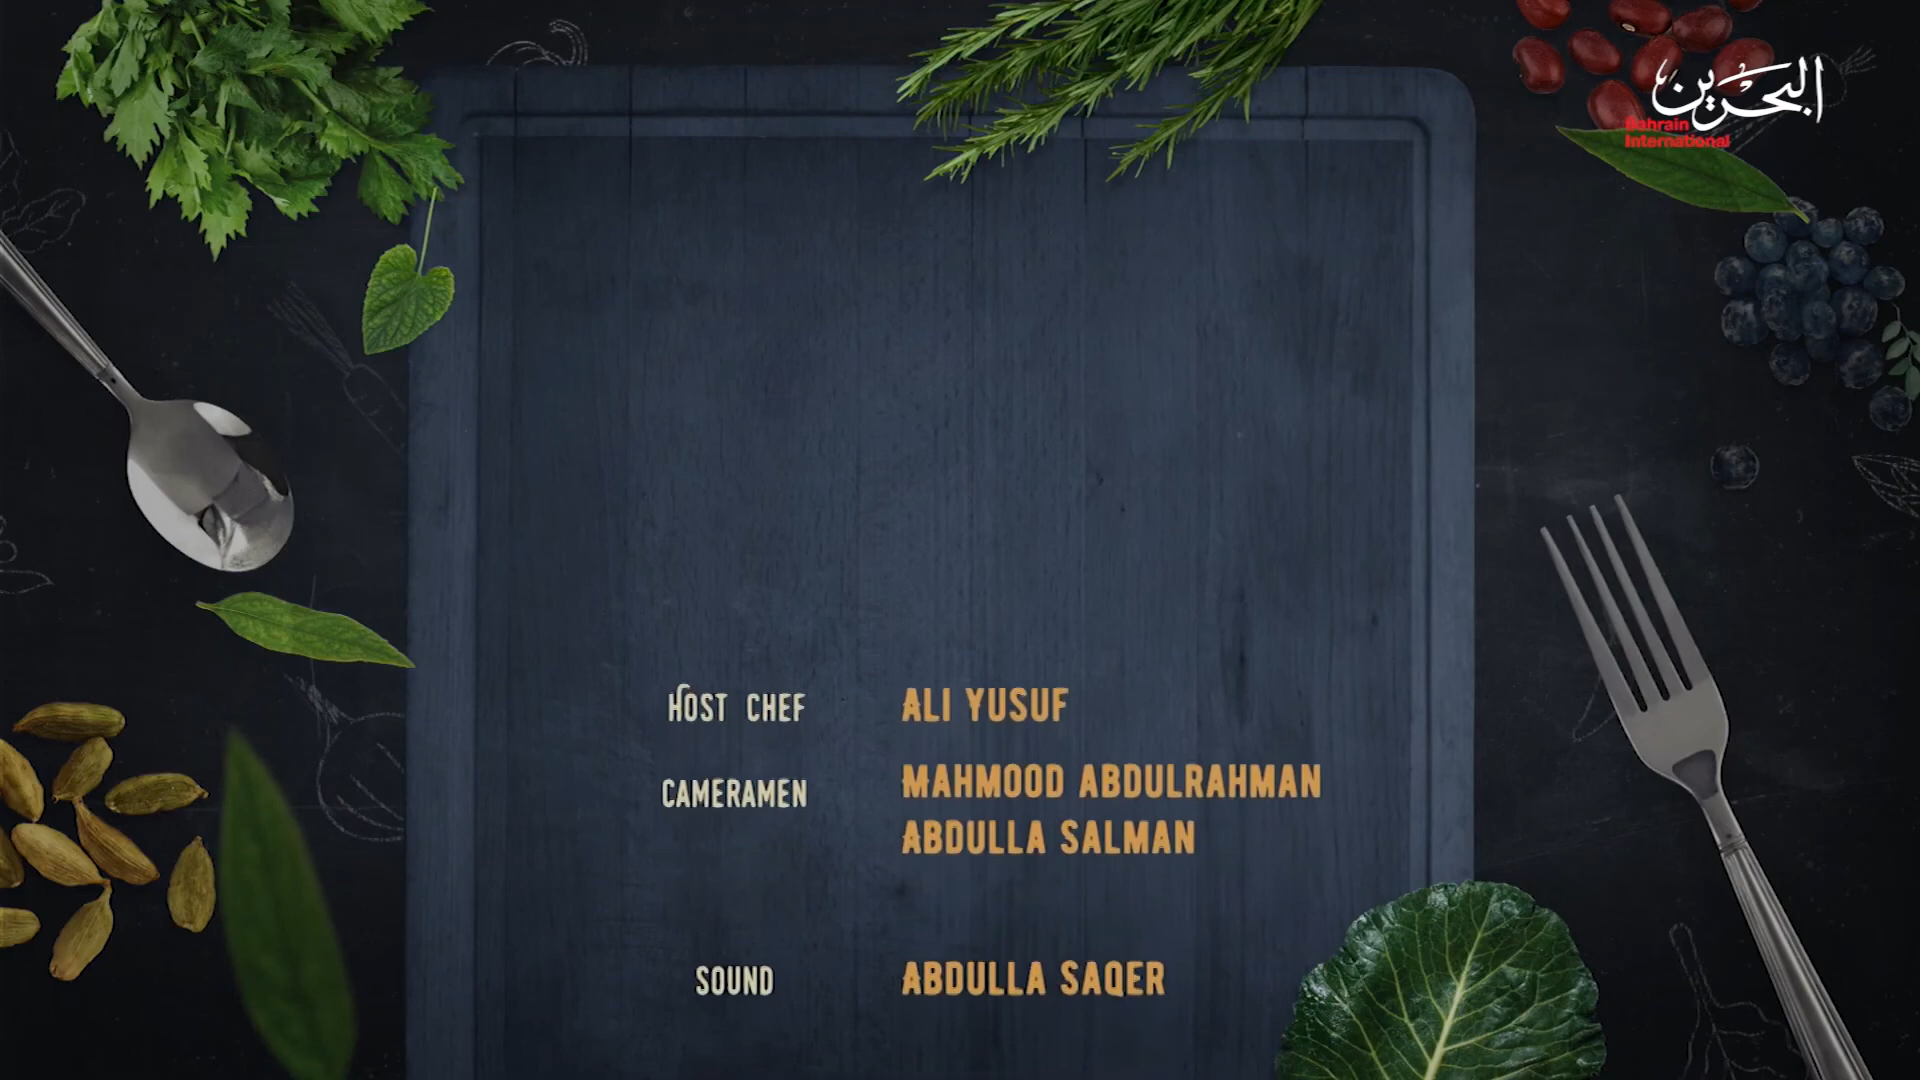 البحرين
Bahrain
International
HOST CHEF ALI YUSUF
CAMERAMEN MAHMOOD ABDULRAHMAN
ABDULLA SALMAN
SOUND ABDULLA SAQER